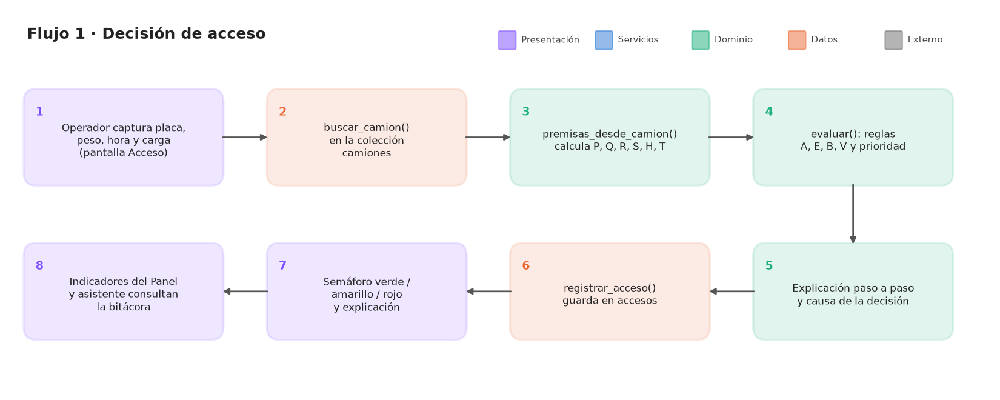 Flujo 1 · Decisión de acceso
Presentación
Servicios
Dominio
Datos
Externo
1
Operador captura placa,
peso, hora y carga
(pantalla Acceso)
2
buscar_camion()
en la colección
camiones
3
premisas_desde_camion()
calcula P, Q, R, S, H, T
4
evaluar(): reglas
A, E, B, V y prioridad
5
Explicación paso a paso
y causa de la decisión
6
registrar_acceso()
guarda en accesos
7
Semáforo verde /
amarillo / rojo
y explicación
8
Indicadores del Panel
y asistente consultan
la bitácora